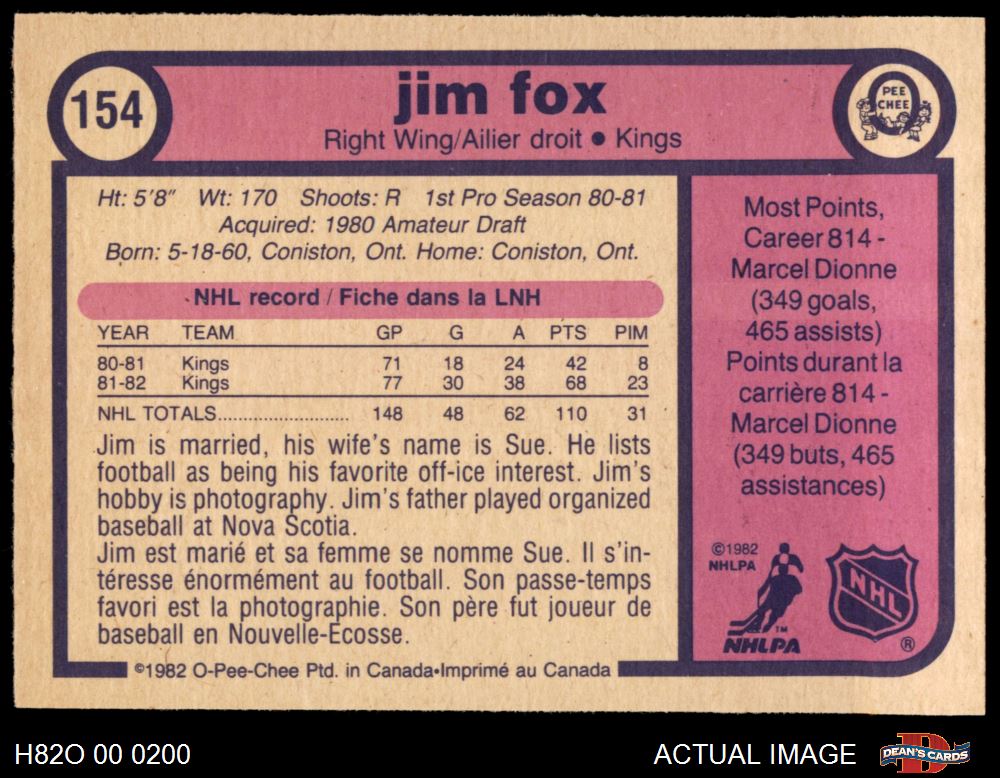 154
jim fox
Right Wing/Ailier droit • Kings
PEE
CHEE
Ht: 5'8" Wt: 170 Shoots: R 1st Pro Season 80-81
Acquired: 1980 Amateur Draft
Born: 5-18-60, Coniston, Ont. Home: Coniston, Ont.
NHL record / Fiche dans la LNH
YEAR TEAM GP G A PTS PIM
80-81 Kings 71 18 24 42 8
81-82 Kings 77 30 38 68 23
NHL TOTALS............................ 148 48 62 110 31
Jim is married, his wife's name is Sue. He lists
football as being his favorite off-ice interest. Jim's
hobby is photography. Jim's father played organized
baseball at Nova Scotia.
Jim est marié et sa femme se nomme Sue. Il s'in-
téresse énormément au football. Son passe-temps
favori est la photographie. Son père fut joueur de
baseball en Nouvelle-Ecosse.
©1982 O-Pee-Chee Ptd. in Canada•Imprimé au Canada
Most Points,
Career 814 -
Marcel Dionne
(349 goals,
465 assists)
Points durant la
carrière 814 -
Marcel Dionne
(349 buts, 465
assistances)
©1982
NHLPA
TM
NHLPA
NHL
®
H82O 00 0200
ACTUAL IMAGE
D
DEAN'S CARDS